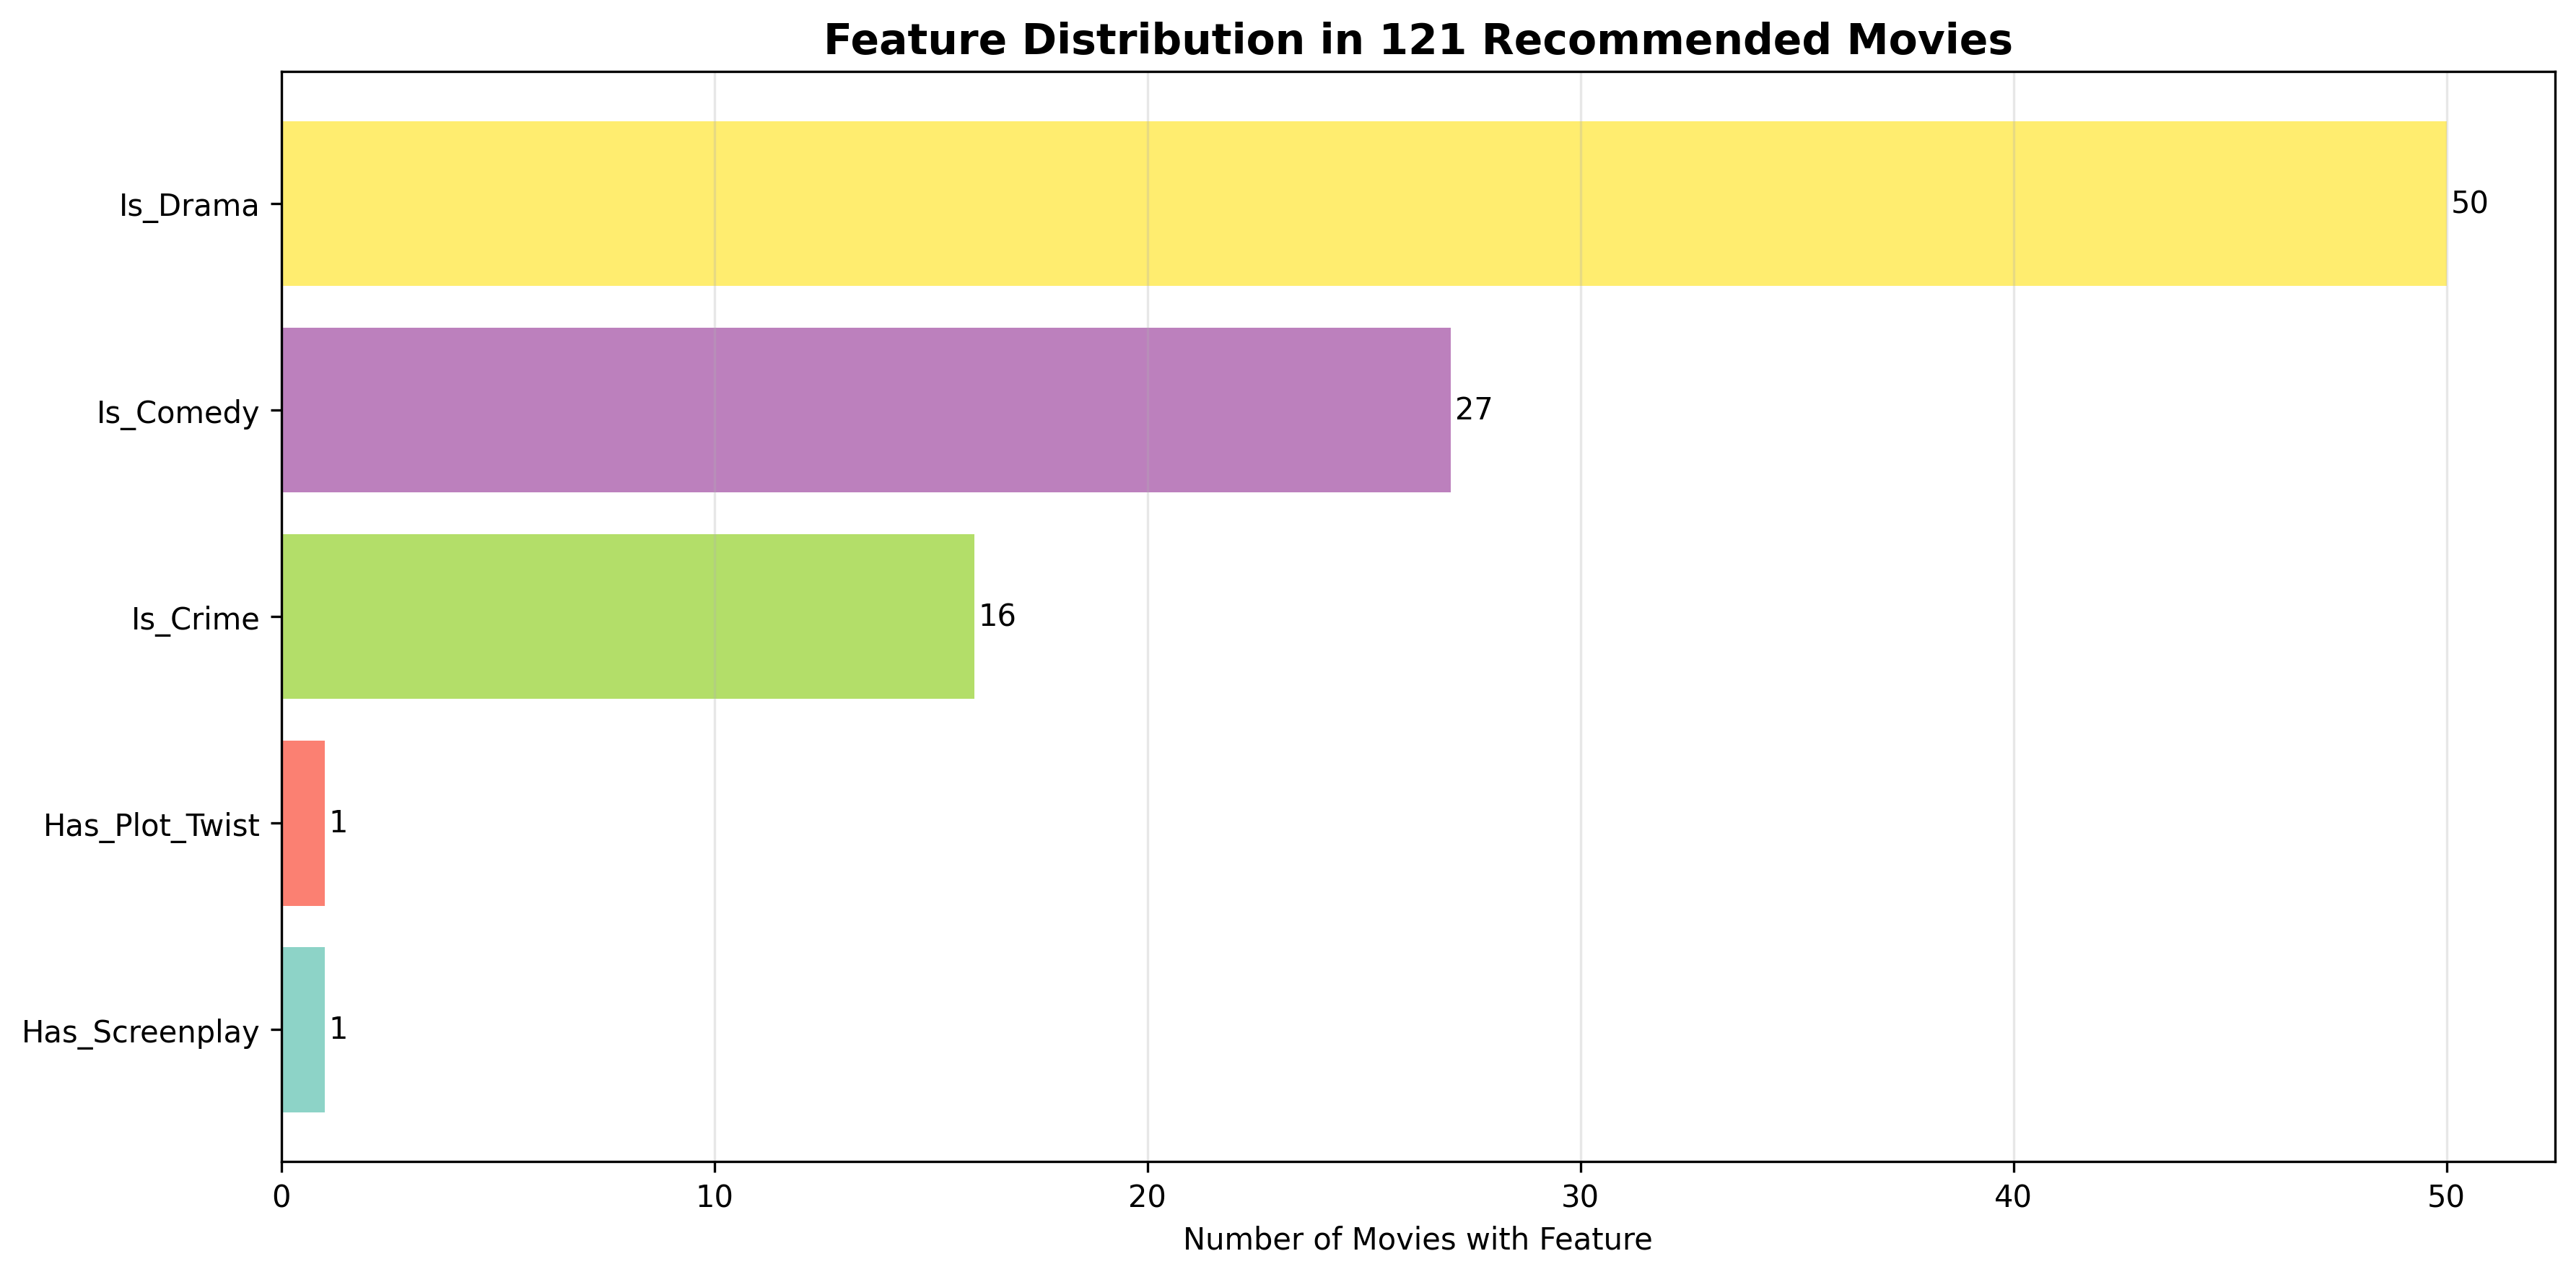 Feature Distribution in 121 Recommended Movies
Is_Drama
50
Is_Comedy
27
Is_Crime
16
Has_Plot_Twist
1
Has_Screenplay
1
0 10 20 30 40 50
Number of Movies with Feature